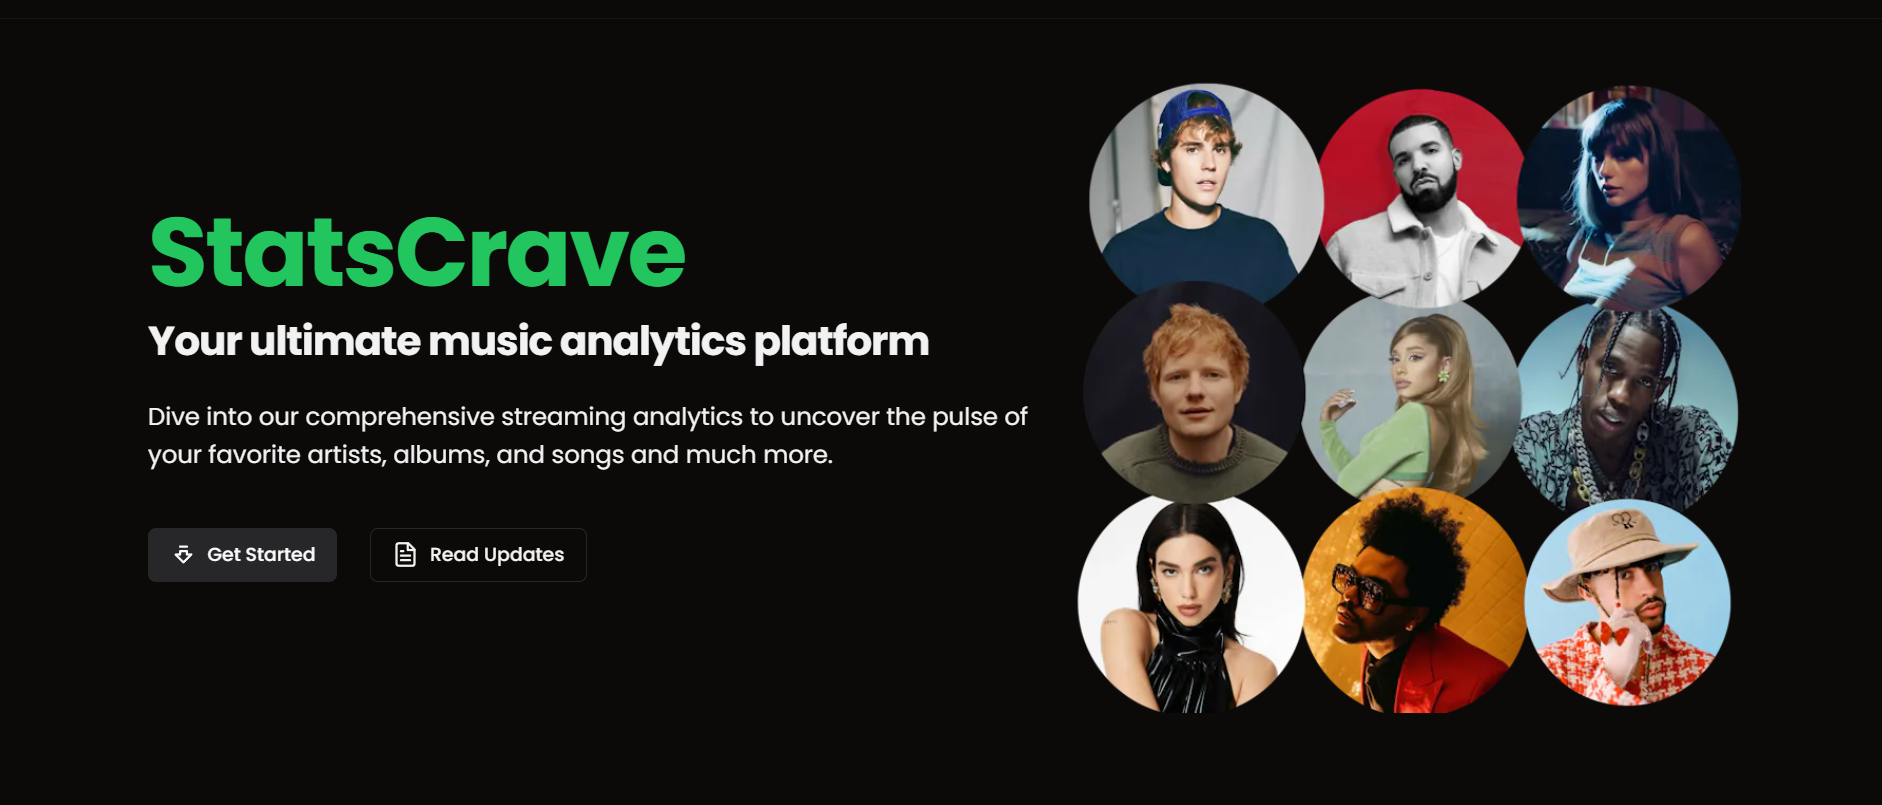 StatsCrave
Your ultimate music analytics platform
Dive into our comprehensive streaming analytics to uncover the pulse of
your favorite artists, albums, and songs and much more.
Get Started
Read Updates